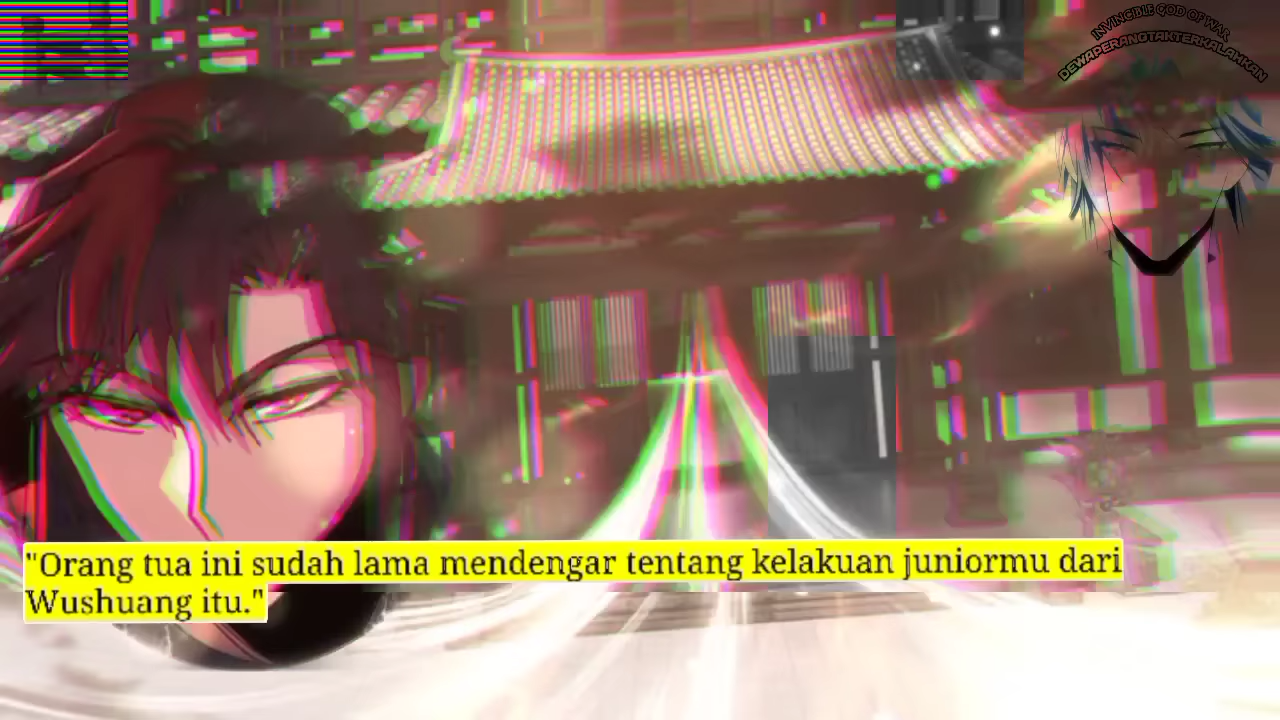 INVINCIBLE GOD OF WAR
DEWAPERANGTAKTERKALAHKAN
"Orang tua ini sudah lama mendengar tentang kelakuan juniormu dari
Wushuang itu."